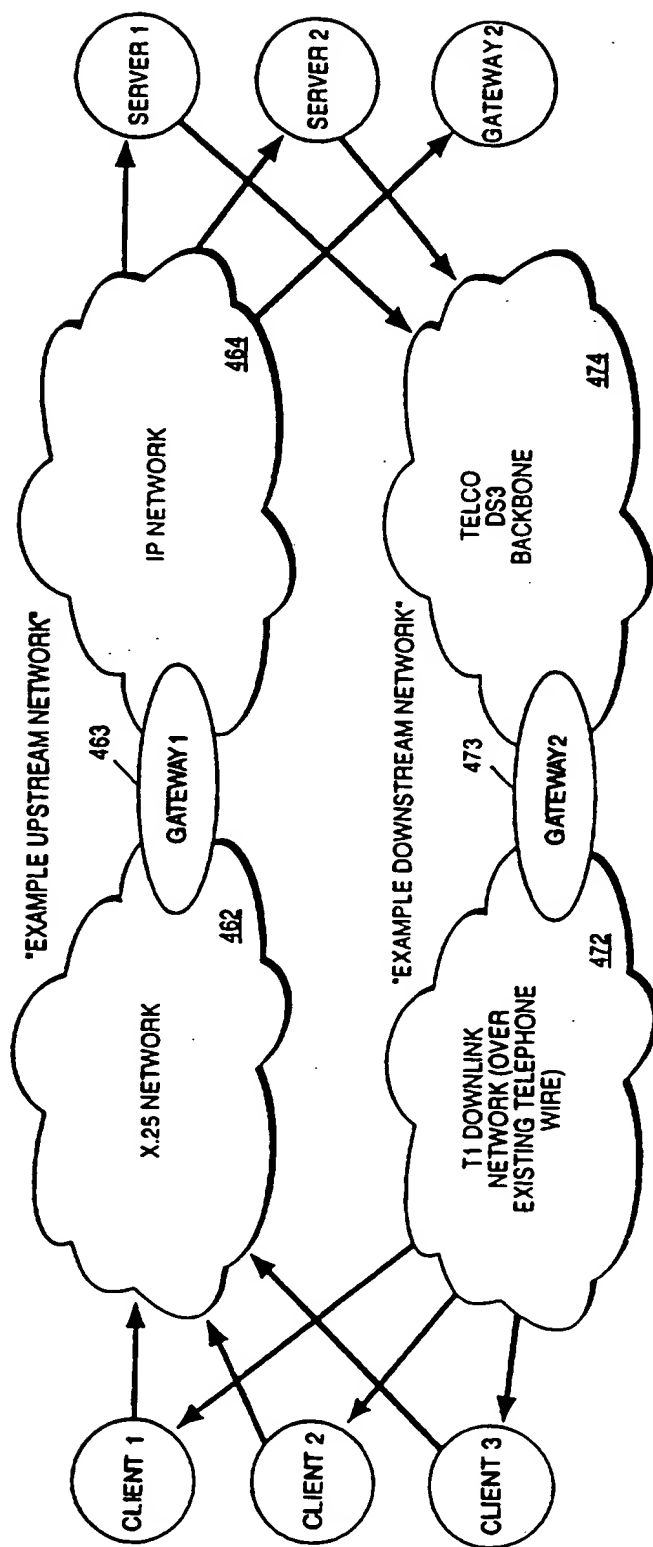 "EXAMPLE UPSTREAM NETWORK"
463
CLIENT 1
CLIENT 2
CLIENT 3
X.25 NETWORK
462
GATEWAY1
IP NETWORK
464
SERVER 1
SERVER 2
GATEWAY 2
"EXAMPLE DOWNSTREAM NETWORK"
473
T1 DOWNLINK
NETWORK (OVER
EXISTING TELEPHONE
WIRE)
472
GATEWAY2
TELCO
DS3
BACKBONE
474